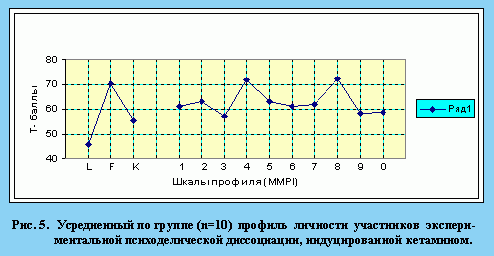 80
70
60
50
40
Т- баллы
L F K 1 2 3 4 5 6 7 8 9 0
Шкалы профиля (MMPI)
Ряд1
Рис. 5. Усредненный по группе (n=10) профиль личности участников экспери-
ментальной психоделической диссоциации, индуцированной кетамином.